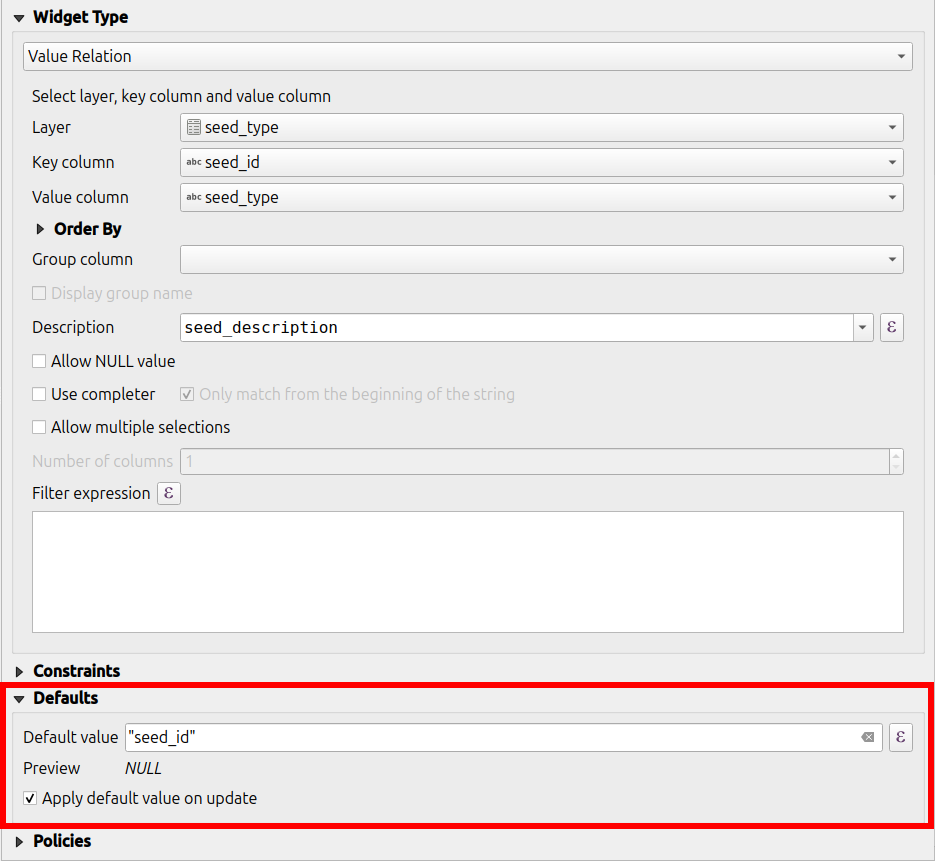 Widget Type
Value Relation
Select layer, key column and value column
Layer seed_type
Key column abc seed_id
Value column abc seed_type
Order By
Group column
Display group name
Description seed_description ε
Allow NULL value
Use completer Only match from the beginning of the string
Allow multiple selections
Number of columns 1
Filter expression ε
Constraints
Defaults
Default value "seed_id" ε
Preview NULL
Apply default value on update
Policies